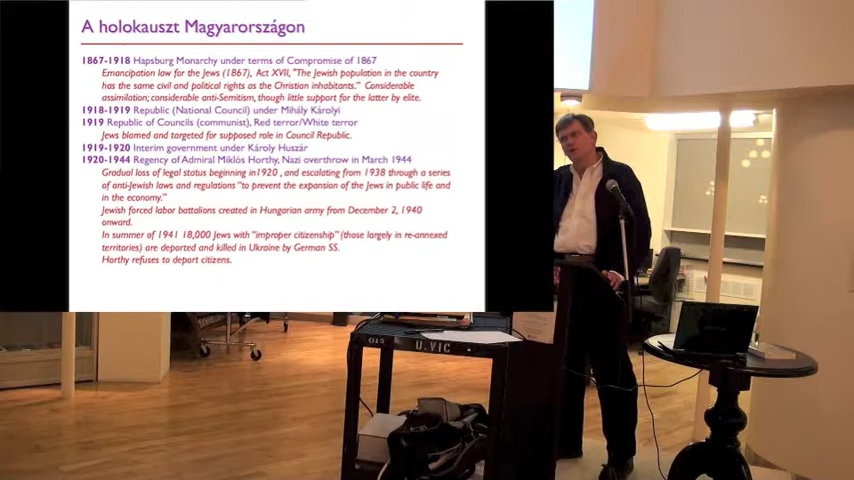 A holokauszt Magyarországon
1867-1918 Hapsburg Monarchy under terms of Compromise of 1867
Emancipation law for the Jews (1867), Act XVII, "The Jewish population in the country
has the same civil and political rights as the Christian inhabitants." Considerable
assimilation; considerable anti-Semitism, though little support for the latter by elite.
1918-1919 Republic (National Council) under Mihály Károlyi
1919 Republic of Councils (communist), Red terror/White terror
Jews blamed and targeted for supposed role in Council Republic.
1919-1920 Interim government under Károly Huszár
1920-1944 Regency of Admiral Miklós Horthy, Nazi overthrow in March 1944
Gradual loss of legal status beginning in1920 , and escalating from 1938 through a series
of anti-Jewish laws and regulations "to prevent the expansion of the Jews in public life and
in the economy."
Jewish forced labor battalions created in Hungarian army from December 2, 1940
onward.
In summer of 1941 18,000 Jews with "improper citizenship" (those largely in re-annexed
territories) are deported and killed in Ukraine by German SS.
Horthy refuses to deport citizens.
015 U.VIC